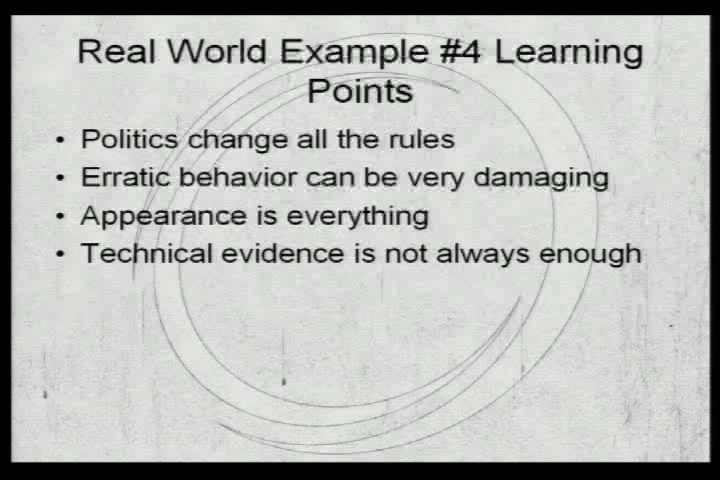 Real World Example #4 Learning
Points
• Politics change all the rules
• Erratic behavior can be very damaging
• Appearance is everything
• Technical evidence is not always enough